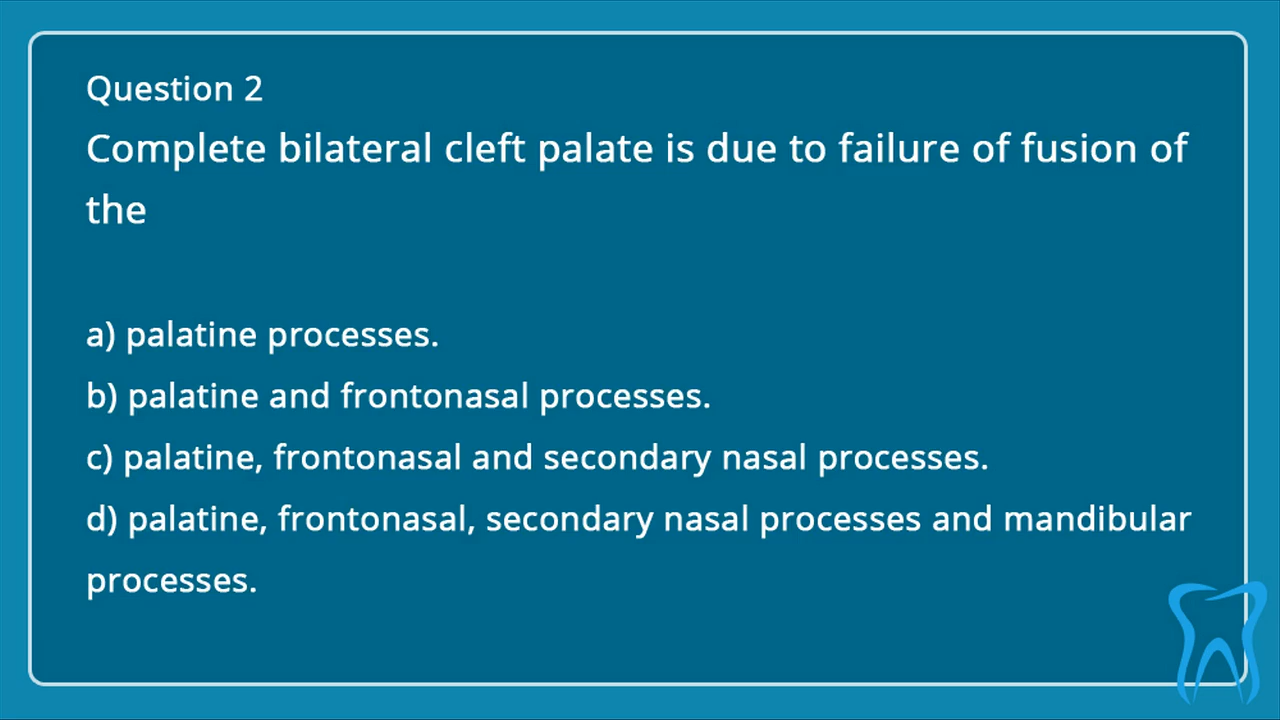 Question 2
Complete bilateral cleft palate is due to failure of fusion of
the
a) palatine processes.
b) palatine and frontonasal processes.
c) palatine, frontonasal and secondary nasal processes.
d) palatine, frontonasal, secondary nasal processes and mandibular
processes.